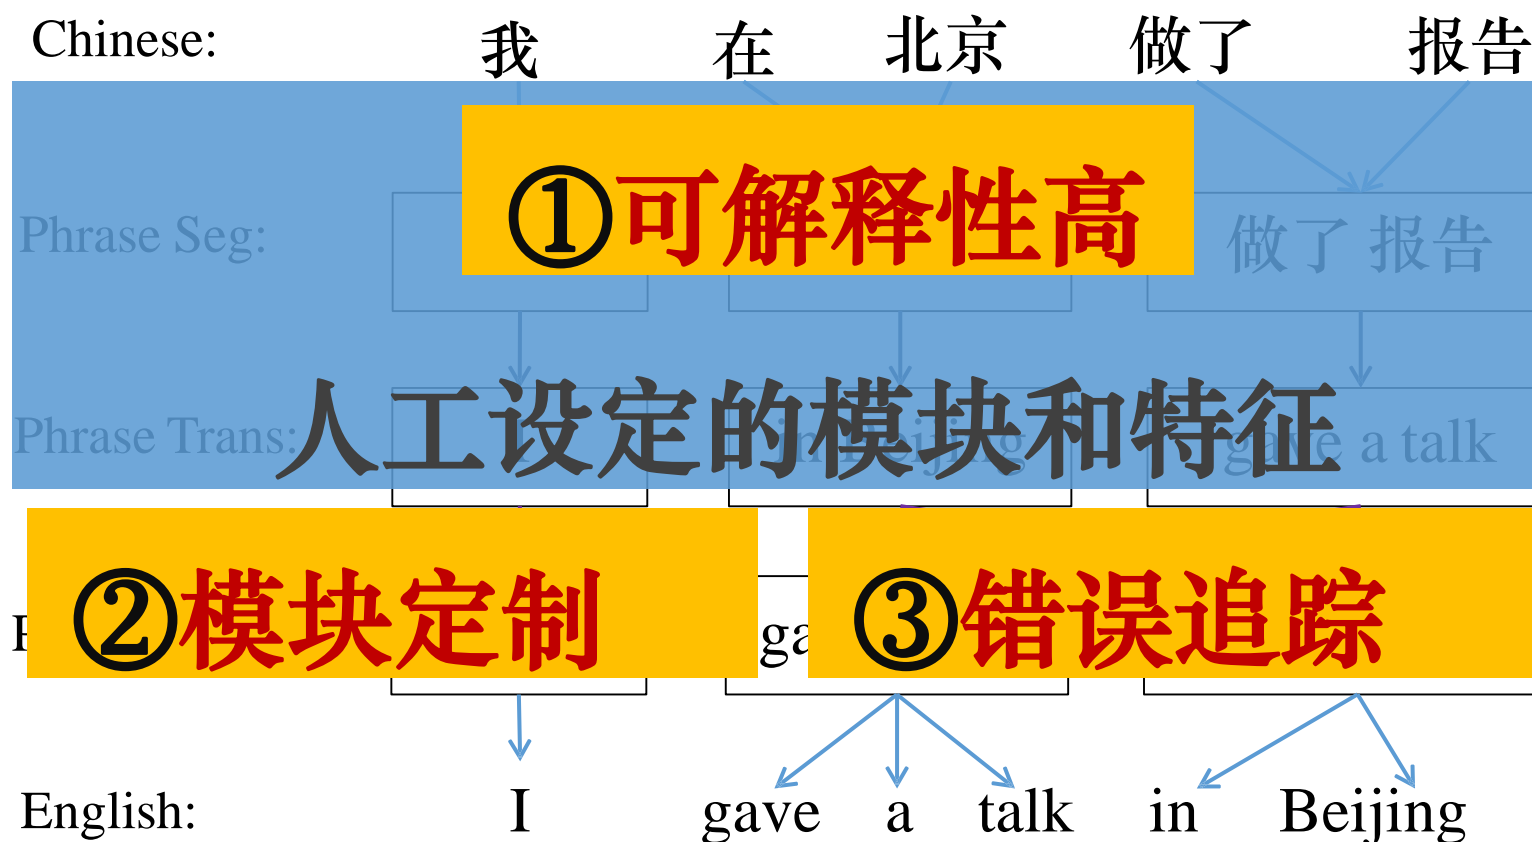 Chinese: 我 在 北京 做了 报告
①可解释性高
Phrase Seg: 做了 报告
人工设定的模块和特征
Phrase Trans: in Beijing gave a talk
②模块定制
③错误追踪
English: I gave a talk in Beijing